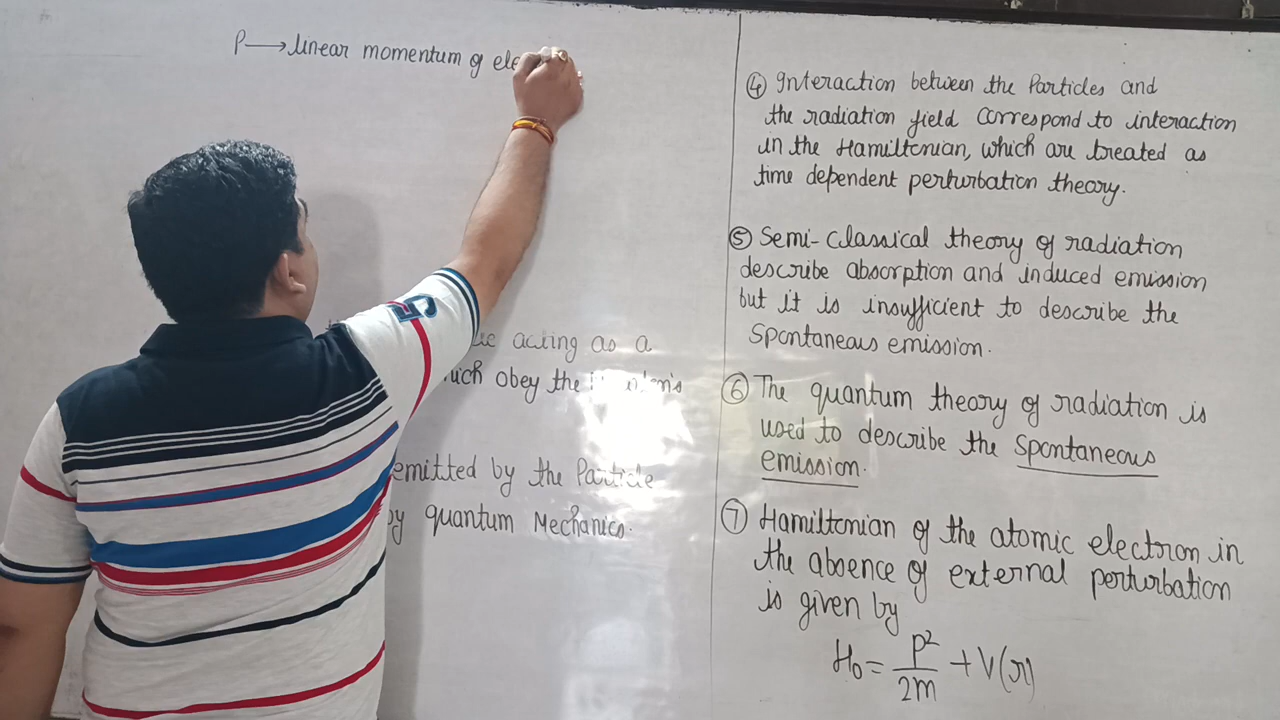 P → linear momentum of ele
ic acting as a
which obey the
emitted by the Particle
by quantum Mechanics.
④ Interaction between the Particles and
the radiation field correspond to interaction
in the Hamiltonian, which are treated as
time dependent perturbation theory.
⑤ Semi-classical theory of radiation
describe absorption and induced emission
but it is insufficient to describe the
Spontaneous emission.
⑥ The quantum theory of radiation is
used to describe the Spontaneous
emission.
⑦ Hamiltonian of the atomic electron in
the absence of external perturbation
is given by
H₀ = P²/2m + V(r)